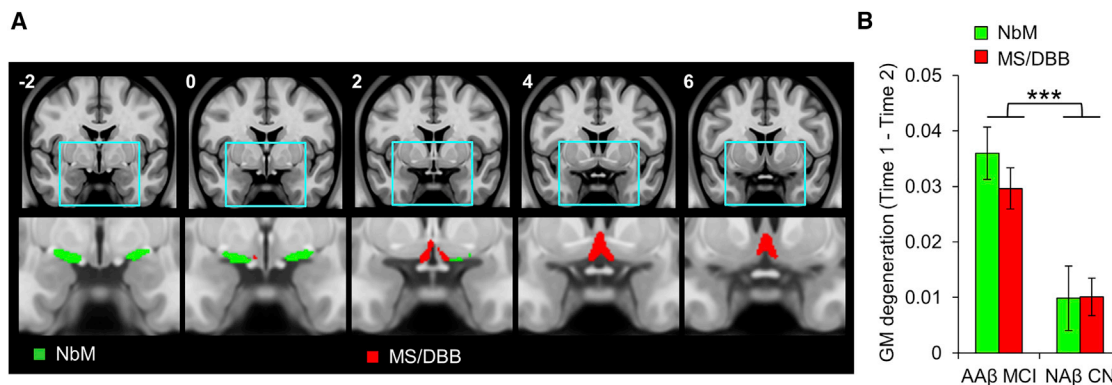 A
-2
0
2
4
6
NbM
MS/DBB
B
NbM
MS/DBB
GM degeneration (Time 1 - Time 2)
0.05
0.04
0.03
0.02
0.01
0
***
AAβ MCI
NAβ CN